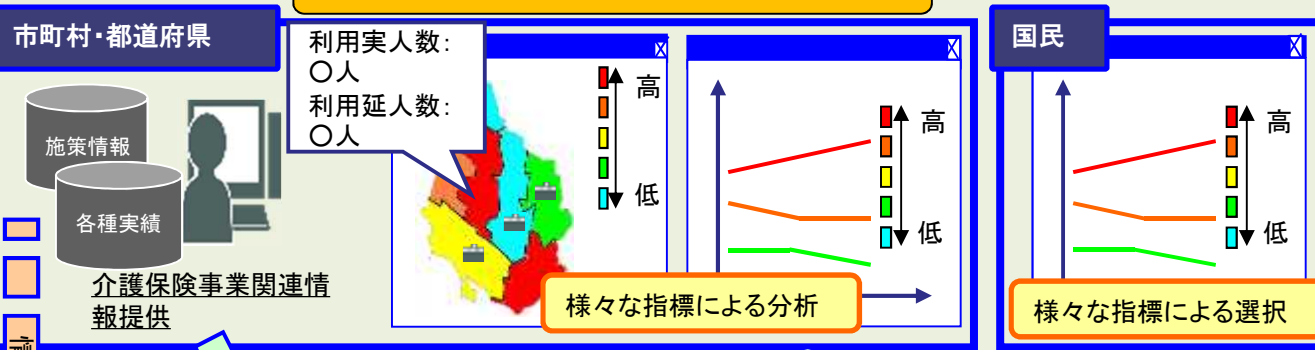 市町村・都道府県
施策情報
各種実績
介護保険事業関連情
報提供
利用実人数:
〇人
利用延人数:
〇人
高
低
高
低
様々な指標による分析
国民
高
低
様々な指標による選択